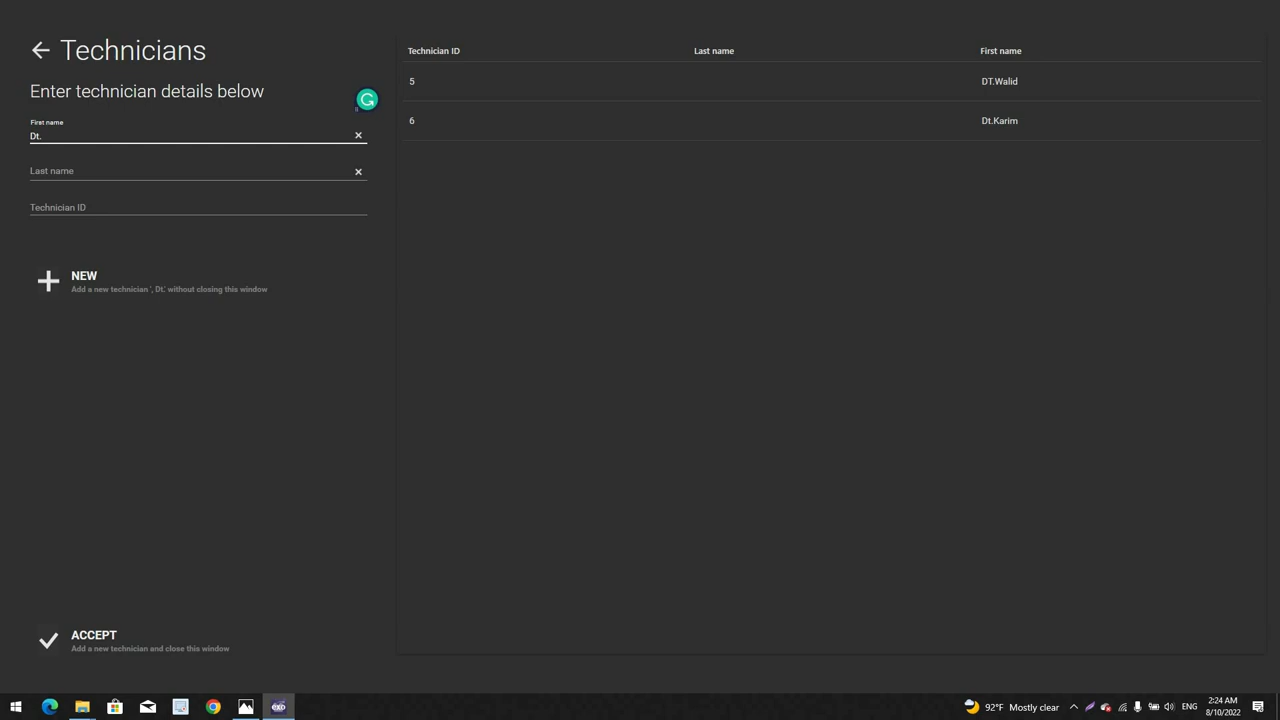 Technicians
Enter technician details below
First name
Dt.
Last name
Technician ID
NEW
Add a new technician ', Dt.' without closing this window
ACCEPT
Add a new technician and close this window
Technician ID Last name First name
5 DT.Walid
6 Dt.Karim
exo
92°F Mostly clear
ENG
2:24 AM
8/10/2022